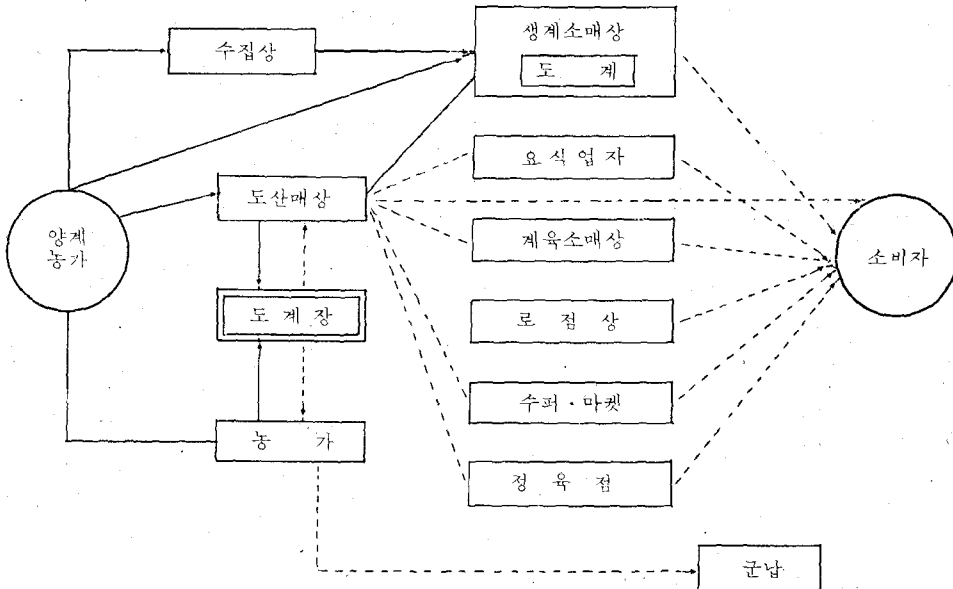 수집상
생계소매상
도 계
요식업자
도산매상
계육소매상
양계
농가
소비자
도계장
로점상
수퍼·마켓
농 가
정육점
군납